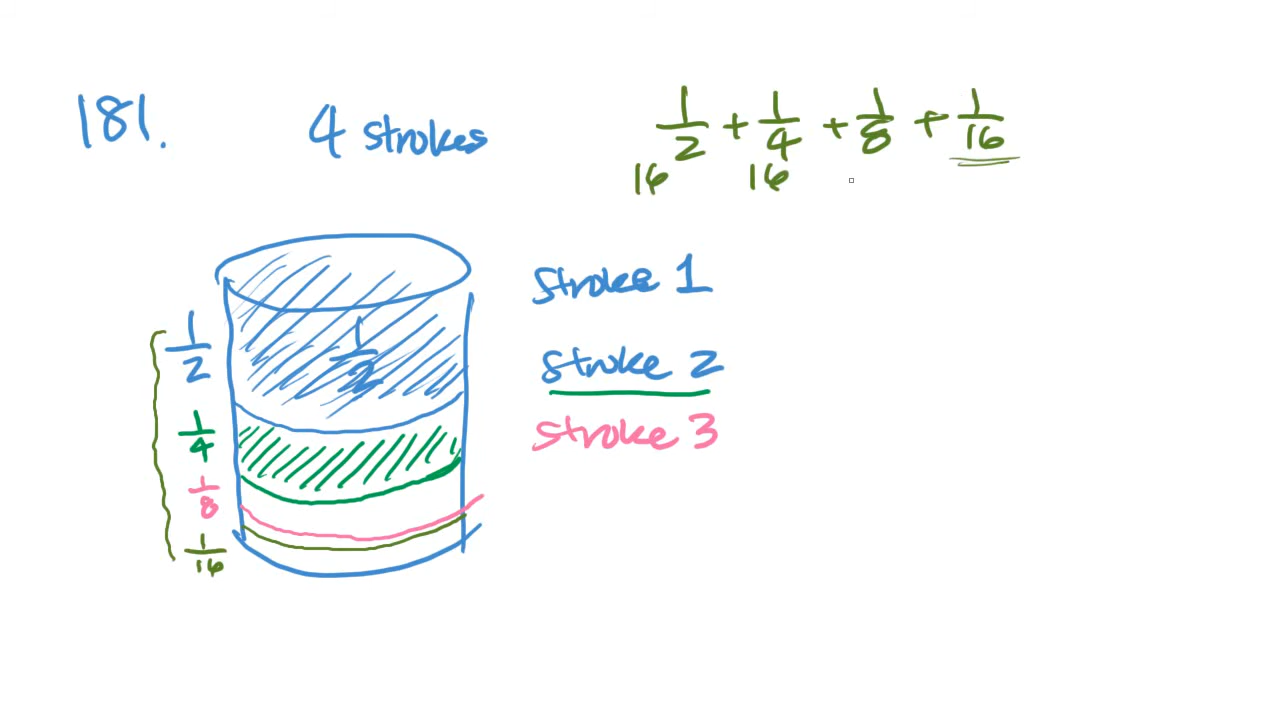 181.
4 strokes
1/2 + 1/4 + 1/8 + 1/16
16 16
stroke 1
stroke 2
stroke 3
1/2
1/2
1/4
1/8
1/16